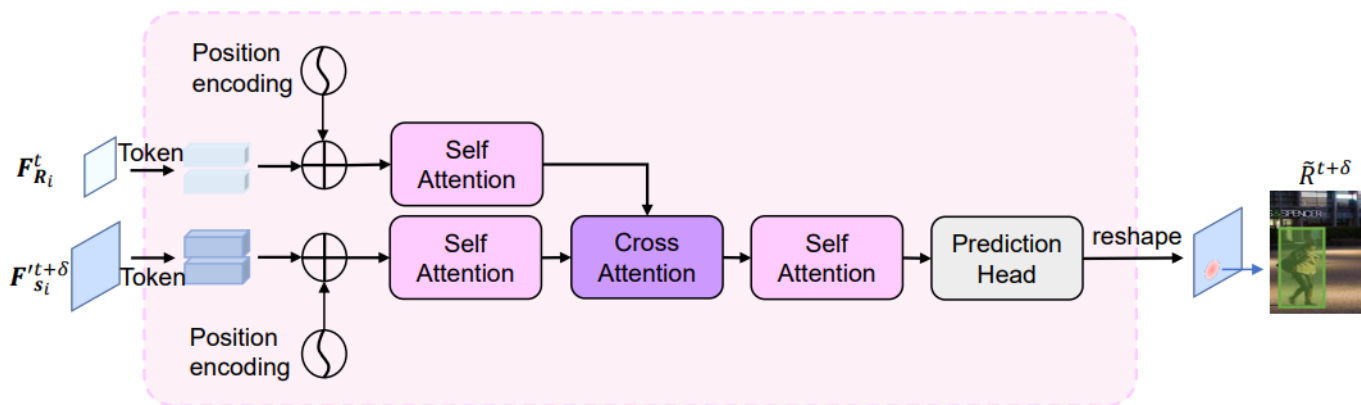 Position
encoding
F^t_{R_i}
Token
Self
Attention
R̃^{t+δ}
SPENCER
F'^{t+δ}_{s_i}
Token
Self
Attention
Cross
Attention
Self
Attention
Prediction
Head
reshape
Position
encoding